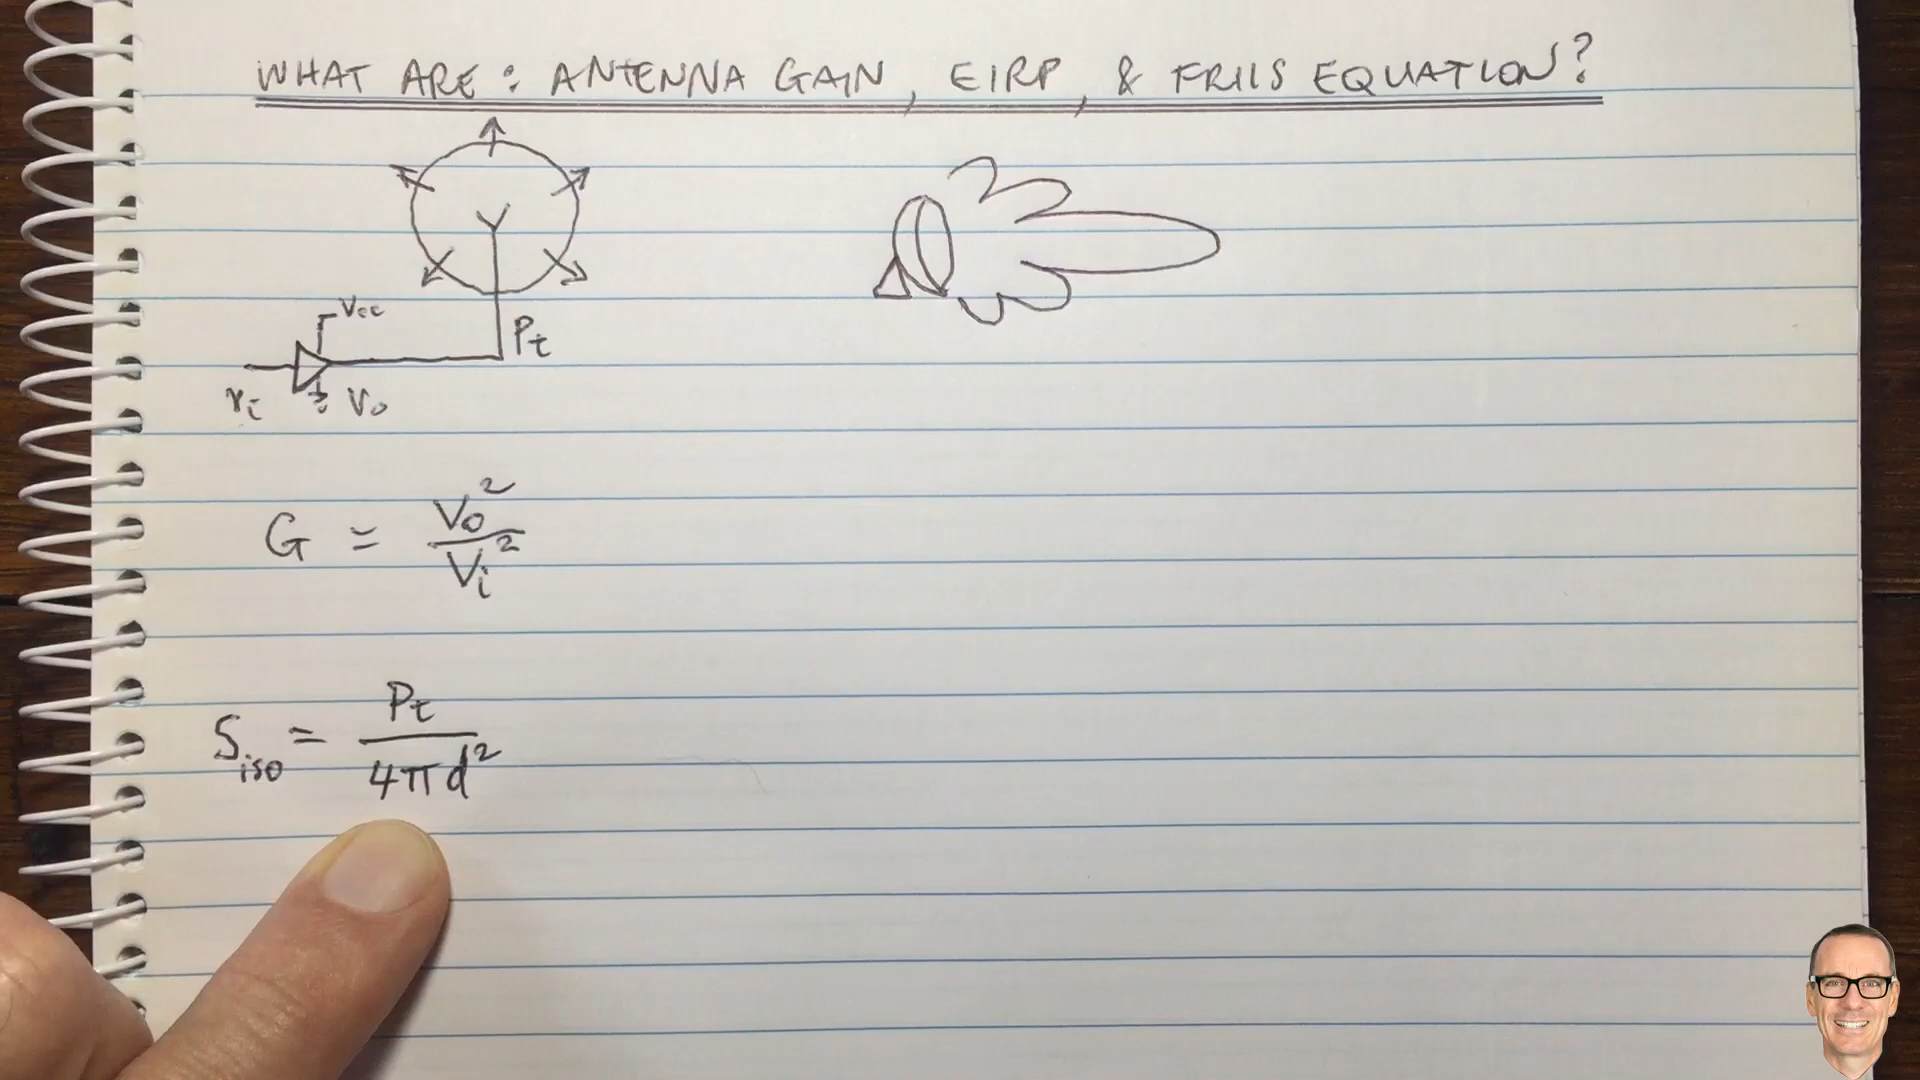 WHAT ARE: ANTENNA GAIN, EIRP, & FRIIS EQUATION?
Vcc
Pt
Vi Vo
G = Vo²/Vi²
Siso = Pt/4πd²